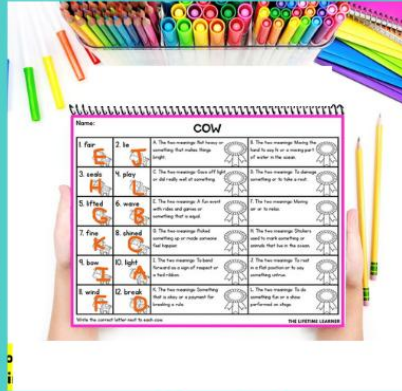 Name:
COW
1. fair
E
2. lie
J
A. The two meanings: Not heavy or
something that makes things
bright.
B. The two meanings: Moving the
hand to say hi or a moving part
of water in the ocean.
3. seals
H
4. play
L
C. The two meanings: Gave off light
or did really well at something.
D. The two meanings: To damage
something or to take a rest.
5. lifted
G
6. wave
B
E. The two meanings: A fun event
with rides and games or
something that is equal.
F. The two meanings: Moving
air or to relax.
7. fine
K
8. shined
C
G. The two meanings: Picked
something up or made someone
feel happier.
H. The two meanings: Stickers
used to mark something or
animals that live in the ocean.
9. bow
I
10. light
A
I. The two meanings: To bend
forward as a sign of respect or
a tied ribbon.
J. The two meanings: To rest
in a flat position or to say
something untrue.
11. wind
F
12. break
D
K. The two meanings: Something
that is okay or a payment for
breaking a rule.
L. The two meanings: To do
something fun or a show
performed on stage.
Write the correct letter next to each cow.
THE LIFETIME LEARNER